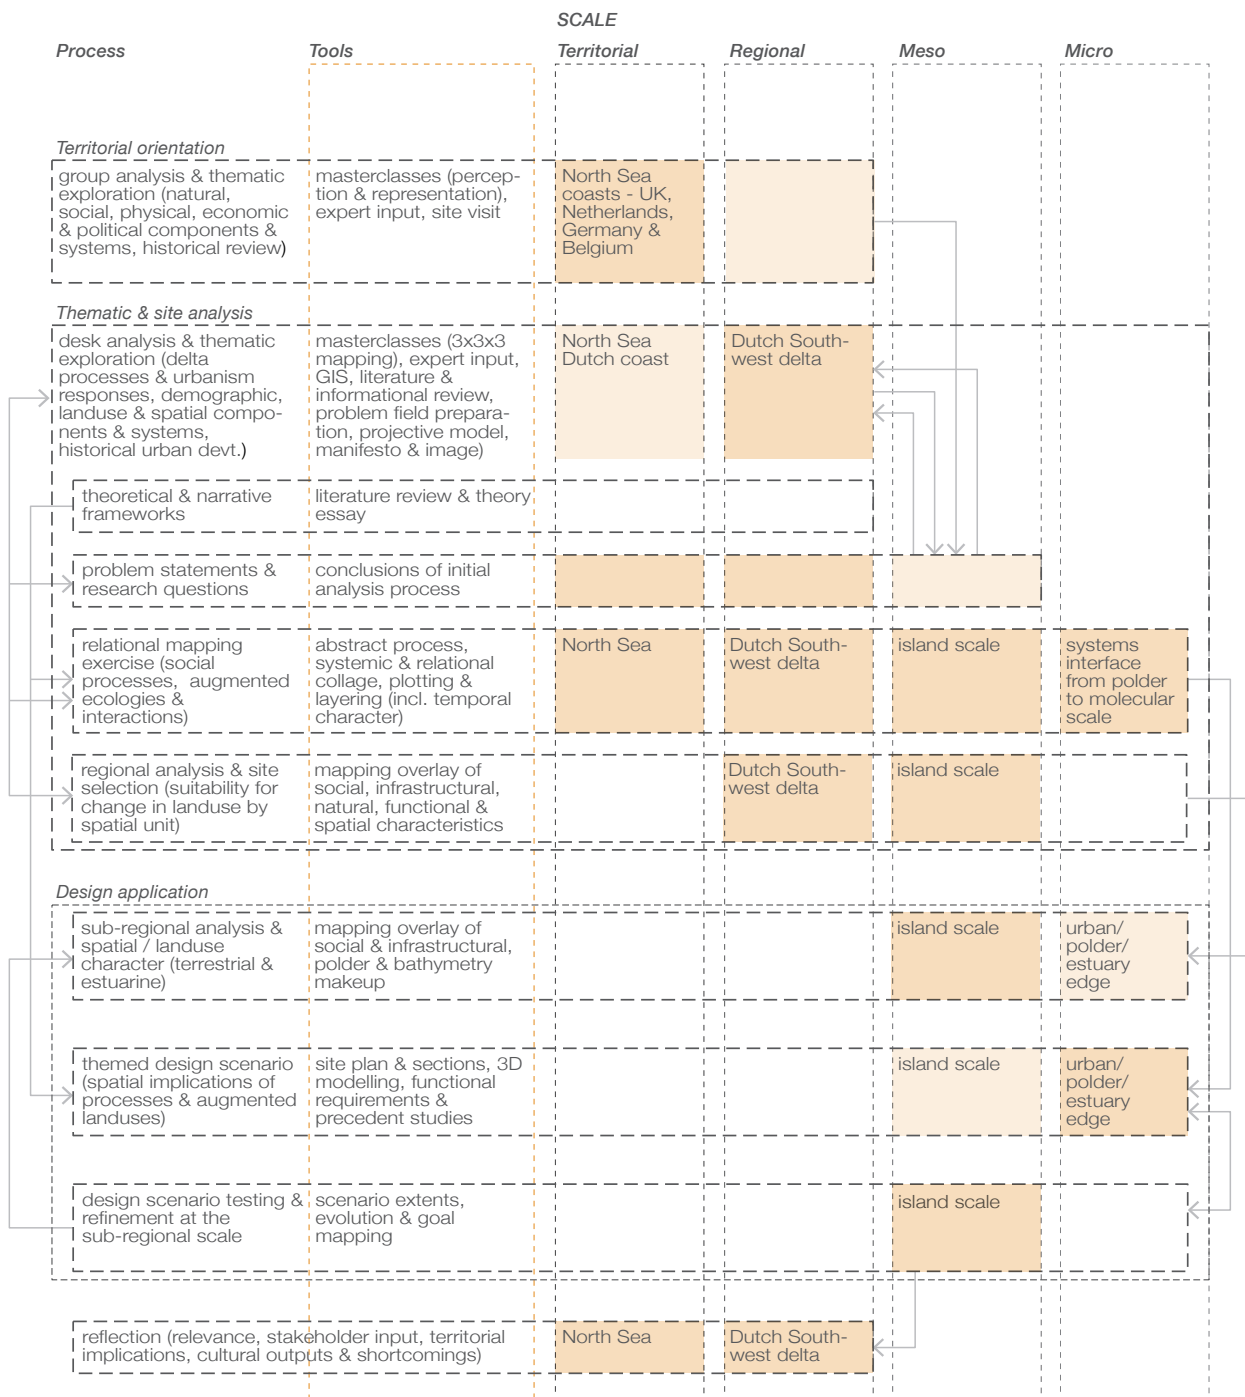 SCALE
Process
Tools
Territorial
Regional
Meso
Micro
Territorial orientation
group analysis & thematic
exploration (natural,
social, physical, economic
& political components &
systems, historical review)
masterclasses (percep-
tion & representation),
expert input, site visit
North Sea
coasts - UK,
Netherlands,
Germany &
Belgium
Thematic & site analysis
desk analysis & thematic
exploration (delta
processes & urbanism
responses, demographic,
landuse & spatial compo-
nents & systems,
historical urban devt.)
masterclasses (3x3x3
mapping), expert input,
GIS, literature &
informational review,
problem field prepara-
tion, projective model,
manifesto & image)
North Sea
Dutch coast
Dutch South-
west delta
theoretical & narrative
frameworks
literature review & theory
essay
problem statements &
research questions
conclusions of initial
analysis process
relational mapping
exercise (social
processes, augmented
ecologies &
interactions)
abstract process,
systemic & relational
collage, plotting &
layering (incl. temporal
character)
North Sea
Dutch South-
west delta
island scale
systems
interface
from polder
to molecular
scale
regional analysis & site
selection (suitability for
change in landuse by
spatial unit)
mapping overlay of
social, infrastructural,
natural, functional &
spatial characteristics
Dutch South-
west delta
island scale
Design application
sub-regional analysis &
spatial / landuse
character (terrestrial &
estuarine)
mapping overlay of
social & infrastructural,
polder & bathymetry
makeup
island scale
urban/
polder/
estuary
edge
themed design scenario
(spatial implications of
processes & augmented
landuses)
site plan & sections, 3D
modelling, functional
requirements &
precedent studies
island scale
urban/
polder/
estuary
edge
design scenario testing &
refinement at the
sub-regional scale
scenario extents,
evolution & goal
mapping
island scale
reflection (relevance, stakeholder input, territorial
implications, cultural outputs & shortcomings)
North Sea
Dutch South-
west delta